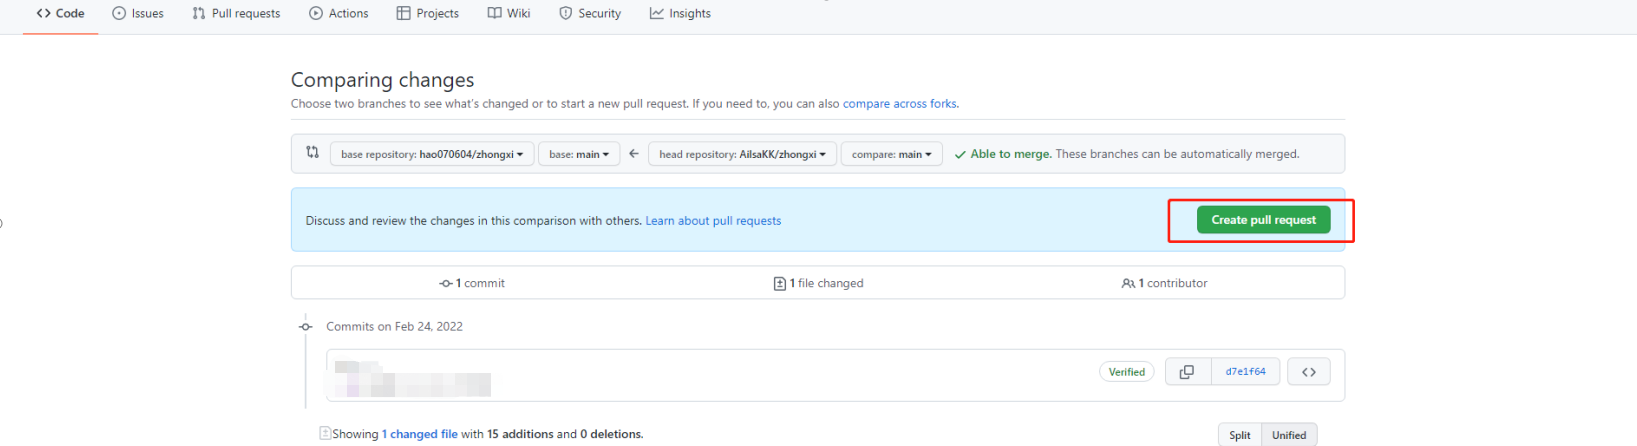 Code Issues Pull requests Actions Projects Wiki Security Insights
Comparing changes
Choose two branches to see what's changed or to start a new pull request. If you need to, you can also compare across forks.
base repository: hao070604/zhongxi base: main head repository: AilsaKK/zhongxi compare: main Able to merge. These branches can be automatically merged.
Discuss and review the changes in this comparison with others. Learn about pull requests Create pull request
1 commit 1 file changed 1 contributor
Commits on Feb 24, 2022
Verified d7e1f64
Showing 1 changed file with 15 additions and 0 deletions. Split Unified